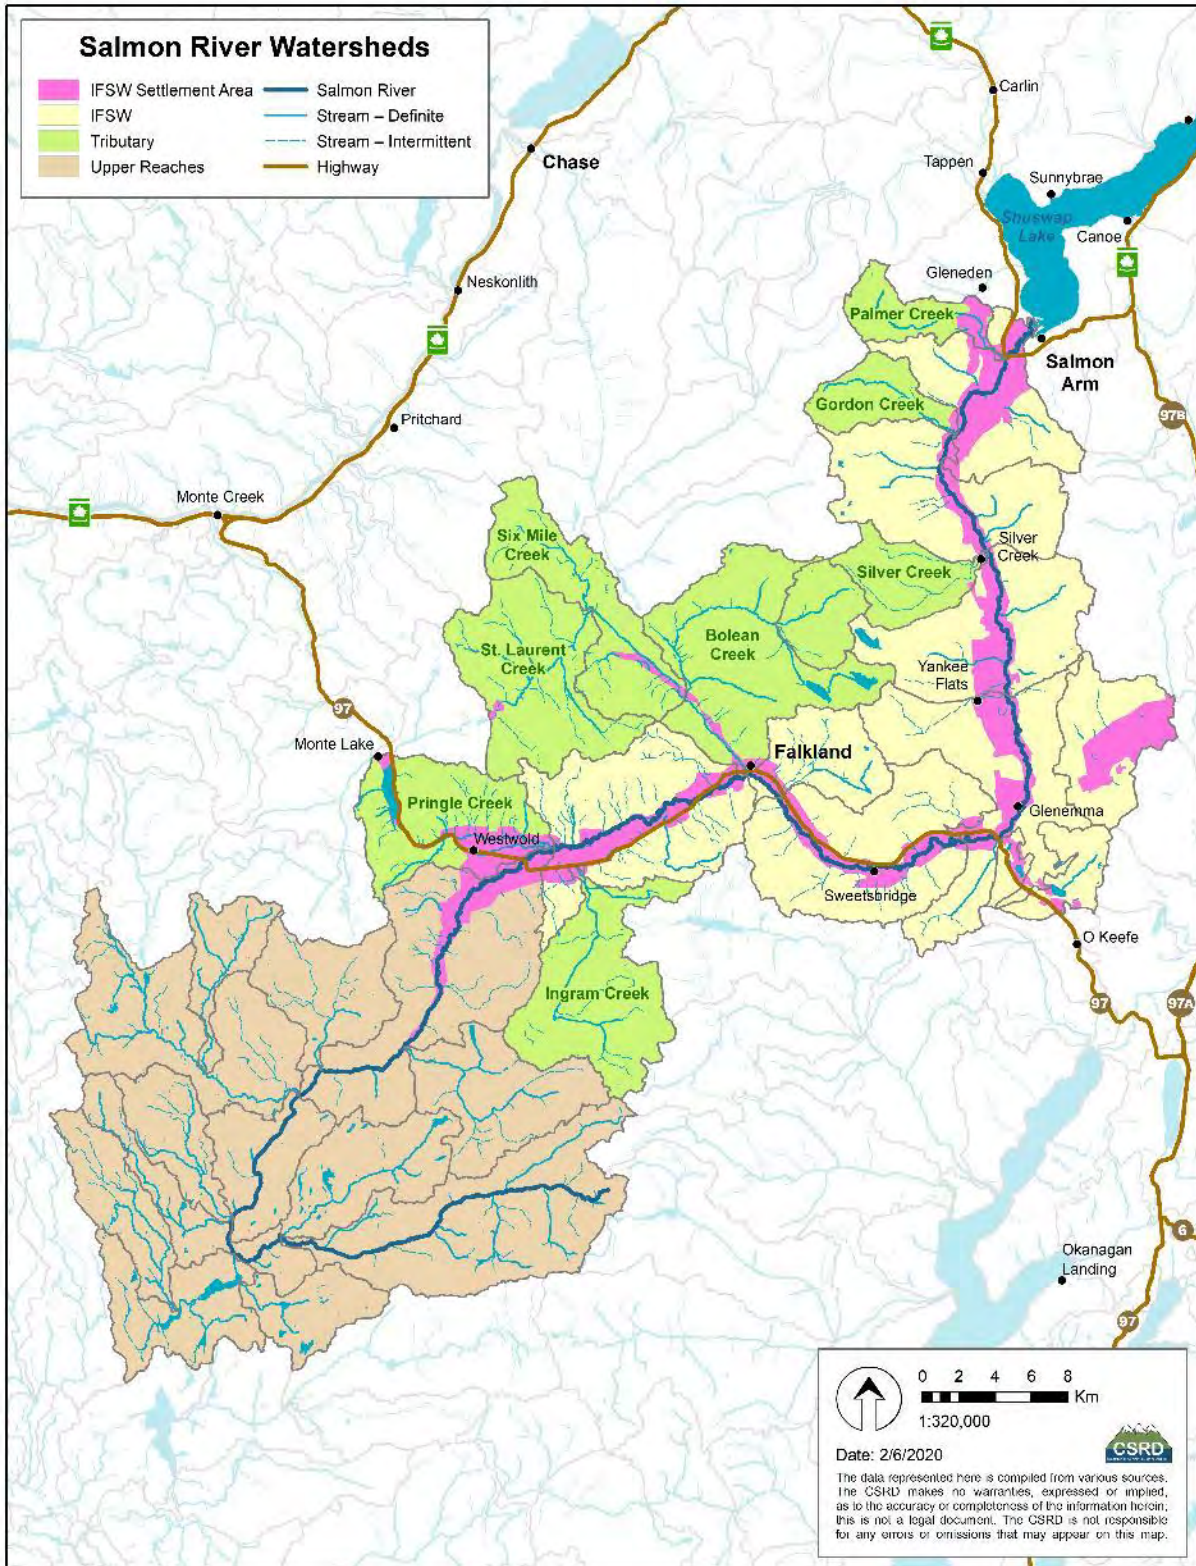 Salmon River Watersheds
IFSW Settlement Area
IFSW
Tributary
Upper Reaches
Salmon River
Stream – Definite
Stream – Intermittent
Highway
Carlin
Chase
Tappen
Sunnybrae
Shuswap
Lake
Canoe
Gleneden
Neskonlith
Palmer Creek
Salmon
Arm
Gordon Creek
97B
Pritchard
Monte Creek
Six Mile
Creek
Silver
Creek
Silver Creek
St. Laurent
Creek
Bolean
Creek
Yankee
Flats
97
Monte Lake
Falkland
Pringle Creek
Glenemma
Westwold
Sweetsbridge
O Keefe
Ingram Creek
97
97A
6
Okanagan
Landing
97
0 2 4 6 8
Km
1:320,000
Date: 2/6/2020
CSRD
The data represented here is compiled from various sources.
The CSRD makes no warranties, expressed or implied,
as to the accuracy or completeness of the information herein;
this is not a legal document. The CSRD is not responsible
for any errors or omissions that may appear on this map.